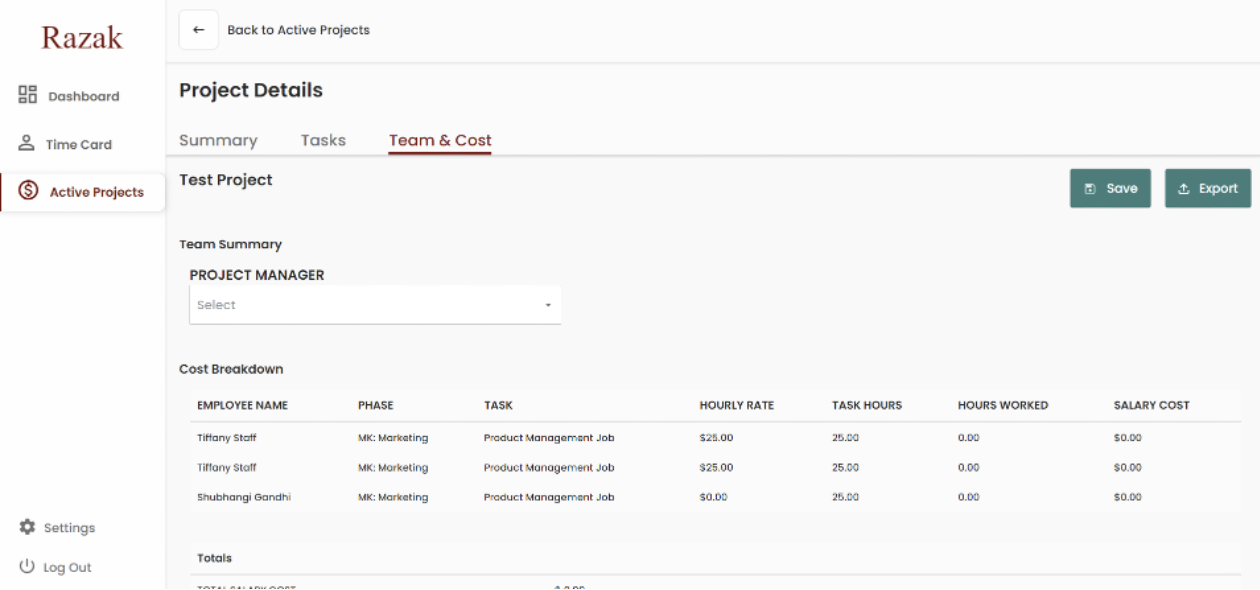 Razak
Dashboard
Time Card
Active Projects
Settings
Log Out
Back to Active Projects
Project Details
Summary Tasks Team & Cost
Test Project
Save Export
Team Summary
PROJECT MANAGER
Select
Cost Breakdown
EMPLOYEE NAME PHASE TASK HOURLY RATE TASK HOURS HOURS WORKED SALARY COST
Tiffany Staff MK: Marketing Product Management Job $25.00 25.00 0.00 $0.00
Tiffany Staff MK: Marketing Product Management Job $25.00 25.00 0.00 $0.00
Shubhangi Gandhi MK: Marketing Product Management Job $0.00 25.00 0.00 $0.00
Totals
TOTAL SALARY COST